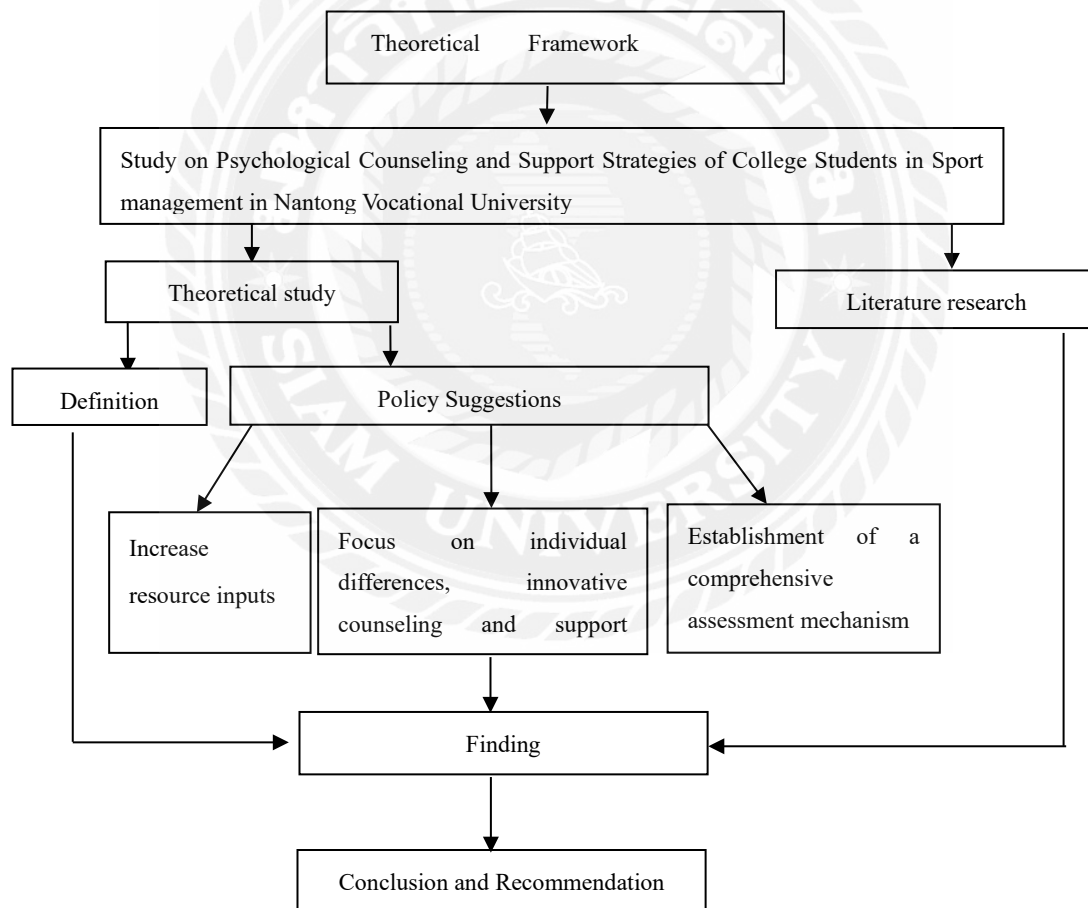 Theoretical Framework
Study on Psychological Counseling and Support Strategies of College Students in Sport
management in Nantong Vocational University
Theoretical study
Literature research
Definition
Policy Suggestions
Increase
resource inputs
Focus on individual
differences, innovative
counseling and support
Establishment of a
comprehensive
assessment mechanism
Finding
Conclusion and Recommendation
SIAM UNIVERSITY